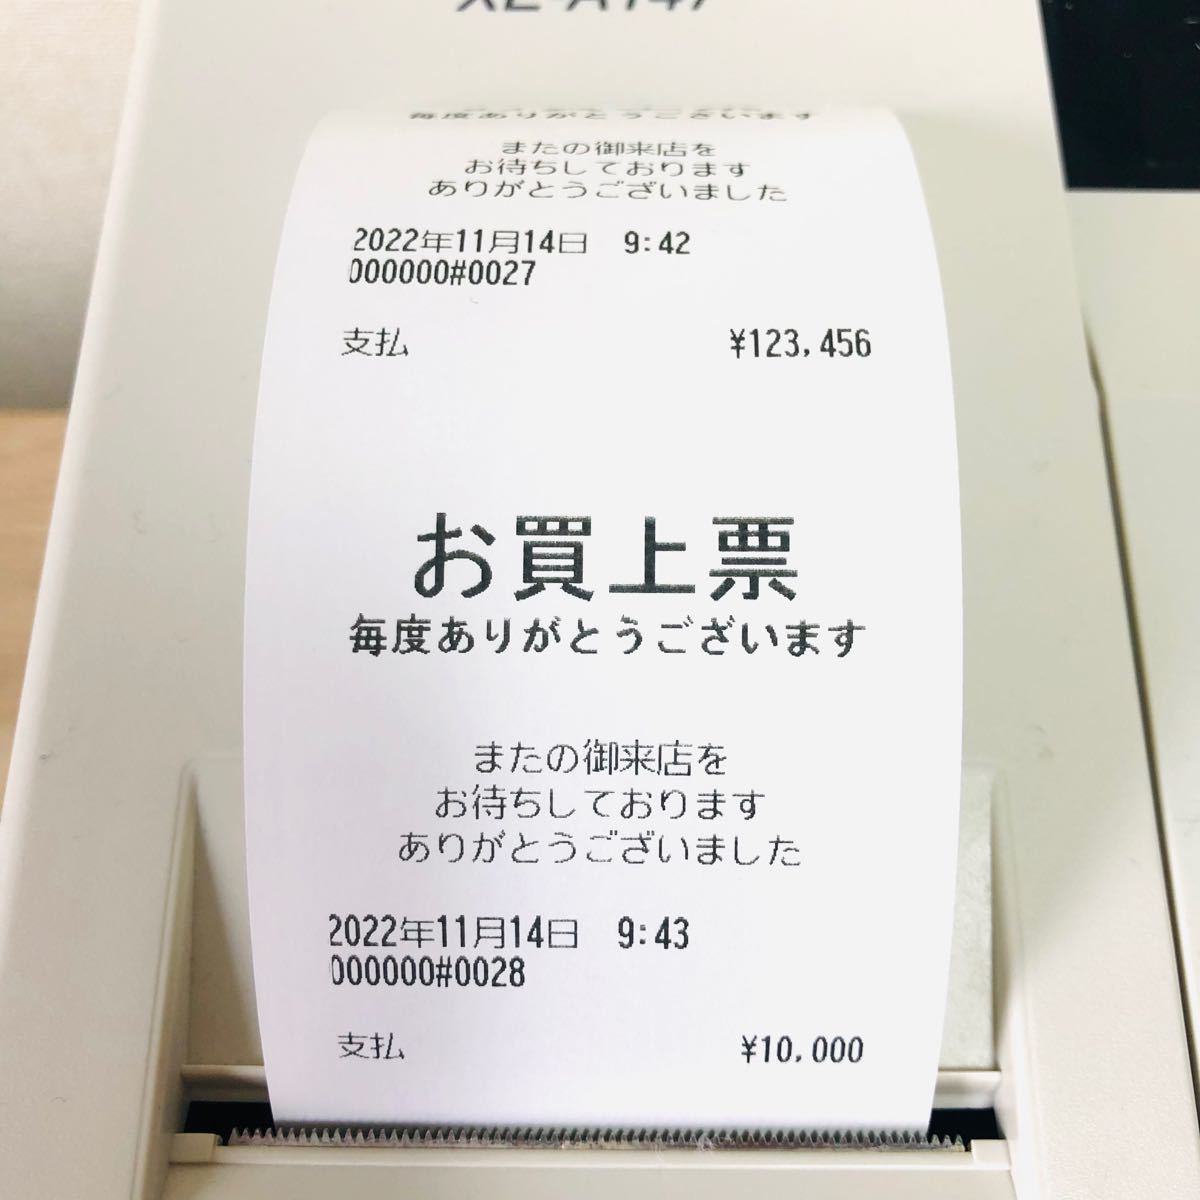 XE-A147
毎度ありがとうございます
またの御来店を
お待ちしております
ありがとうございました
2022年11月14日 9:42
000000#0027
支払 ¥123,456
お買上票
毎度ありがとうございます
またの御来店を
お待ちしております
ありがとうございました
2022年11月14日 9:43
000000#0028
支払 ¥10,000